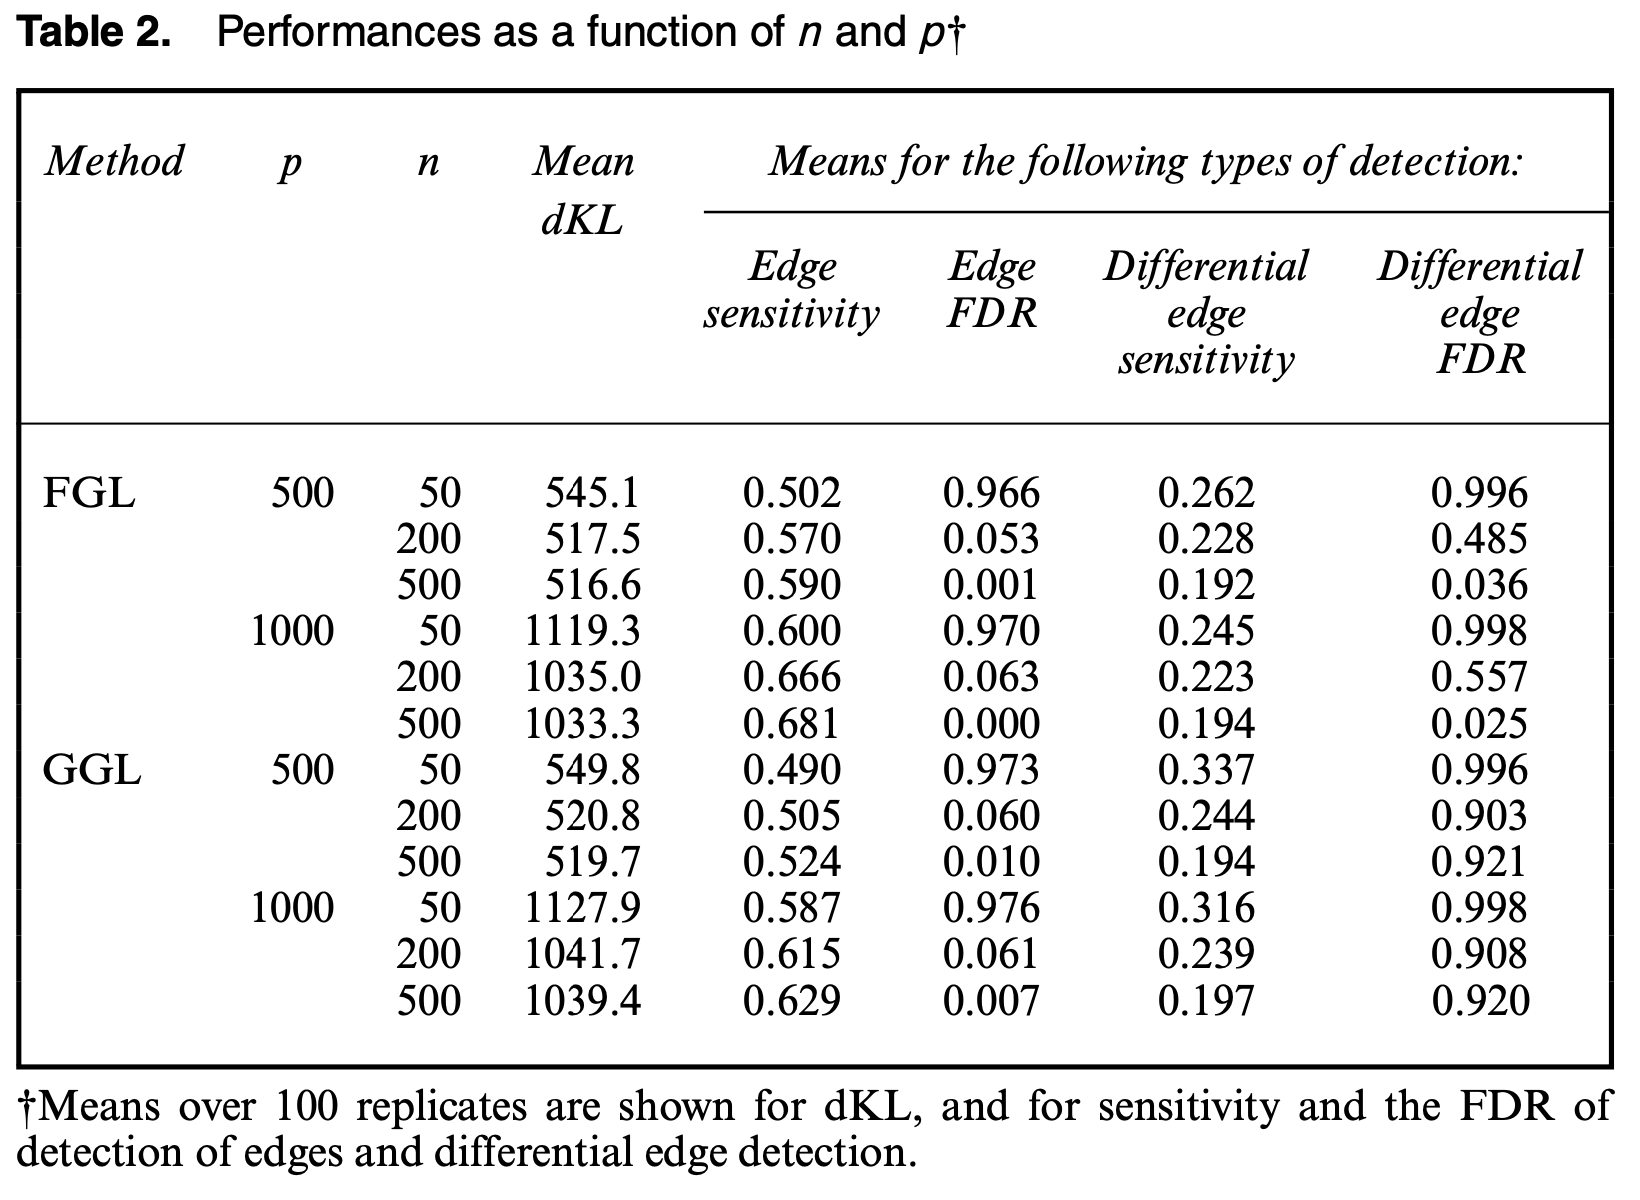 Table 2. Performances as a function of n and p†
Method p n Mean Means for the following types of detection:
dKL
Edge Edge Differential Differential
sensitivity FDR edge edge
sensitivity FDR
FGL 500 50 545.1 0.502 0.966 0.262 0.996
200 517.5 0.570 0.053 0.228 0.485
500 516.6 0.590 0.001 0.192 0.036
1000 50 1119.3 0.600 0.970 0.245 0.998
200 1035.0 0.666 0.063 0.223 0.557
500 1033.3 0.681 0.000 0.194 0.025
GGL 500 50 549.8 0.490 0.973 0.337 0.996
200 520.8 0.505 0.060 0.244 0.903
500 519.7 0.524 0.010 0.194 0.921
1000 50 1127.9 0.587 0.976 0.316 0.998
200 1041.7 0.615 0.061 0.239 0.908
500 1039.4 0.629 0.007 0.197 0.920
†Means over 100 replicates are shown for dKL, and for sensitivity and the FDR of
detection of edges and differential edge detection.